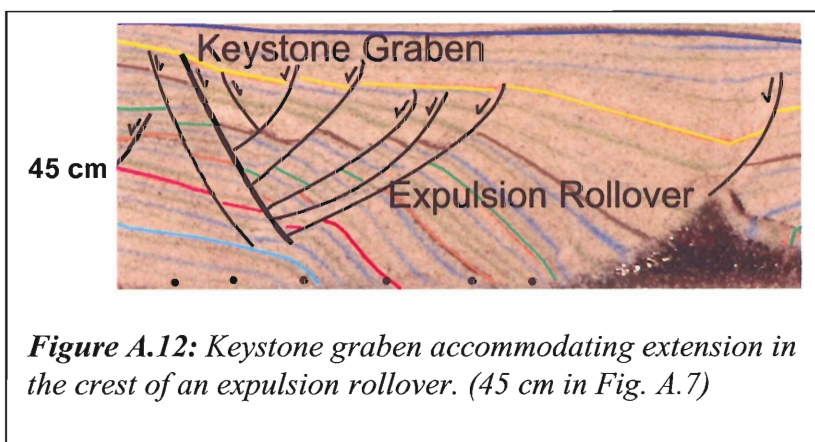 Keystone Graben
45 cm
Expulsion Rollover
Figure A.12: Keystone graben accommodating extension in
the crest of an expulsion rollover. (45 cm in Fig. A.7)